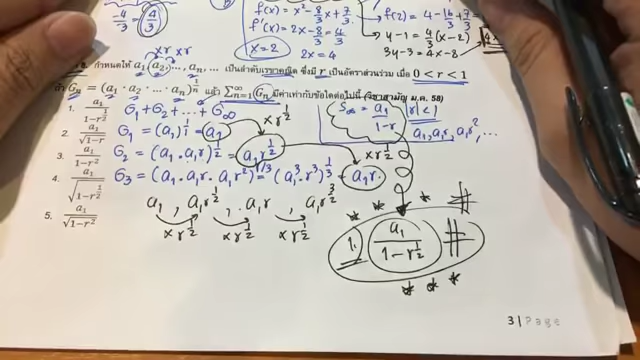 -4/3 = 4/3
f(x) = x² - 8/3 x + 7/3
f(2) = 4 - 16/3 + 7/3
f'(x) = 2x - 8/3 = 4/3
y - 1 = 4/3 (x - 2)
x = 2
2x = 4
3y - 3 = 4x - 8
×r ×r
กำหนดให้ a₁, a₂, ..., aₙ, ... เป็นลำดับเรขาคณิต ซึ่งมี r เป็นอัตราส่วนร่วม เมื่อ 0 < r < 1
ถ้า Gₙ = (a₁ · a₂ · ... · aₙ)^(1/n) แล้ว ∑ₙ₌₁^∞ Gₙ มีค่าเท่ากับข้อใดต่อไปนี้ (วิชาสามัญ ม.ค. 58)
1. a₁/(1-r^(1/2))
G₁ + G₂ + ... + G∞
S∞ = a₁/(1-r) |r| < 1
2. a₁/√(1-r)
G₁ = (a₁)^(1/1) = a₁
×r^(1/2)
a₁, a₁r, a₁r², ...
3. a₁/(1-r²)
G₂ = (a₁ · a₁r)^(1/2) = a₁r^(1/2)
×r^(1/2)
4. a₁/√(1-r^(1/2))
G₃ = (a₁ · a₁r · a₁r²)^(1/3) = (a₁³ · r³)^(1/3) = a₁r
5. a₁/√(1-r²)
a₁, a₁r^(1/2), a₁r, a₁r^(3/2)
×r^(1/2) ×r^(1/2) ×r^(1/2)
1. a₁/(1-r^(1/2)) #
3 | Page